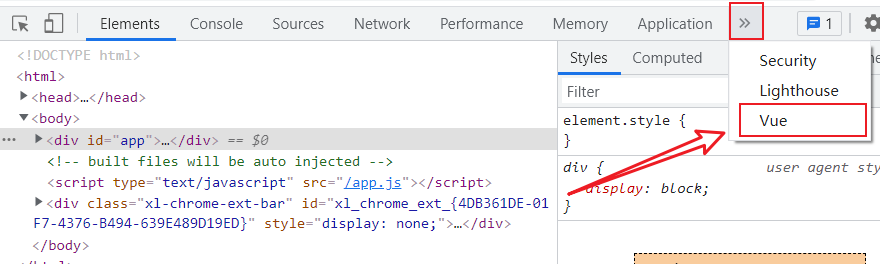 Elements Console Sources Network Performance Memory Application » 1
<!DOCTYPE html>
<html>
▶<head>…</head>
▼<body>
… ▶<div id="app">…</div> == $0
<!-- built files will be auto injected -->
<script type="text/javascript" src="/app.js"></script>
▶<div class="xl-chrome-ext-bar" id="xl_chrome_ext_{4DB361DE-01
F7-4376-B494-639E489D19ED}" style="display: none;">…</div>
</body>
Styles Computed
Filter
element.style {
}
div { user agent sty
display: block;
}
Security
Lighthouse
Vue